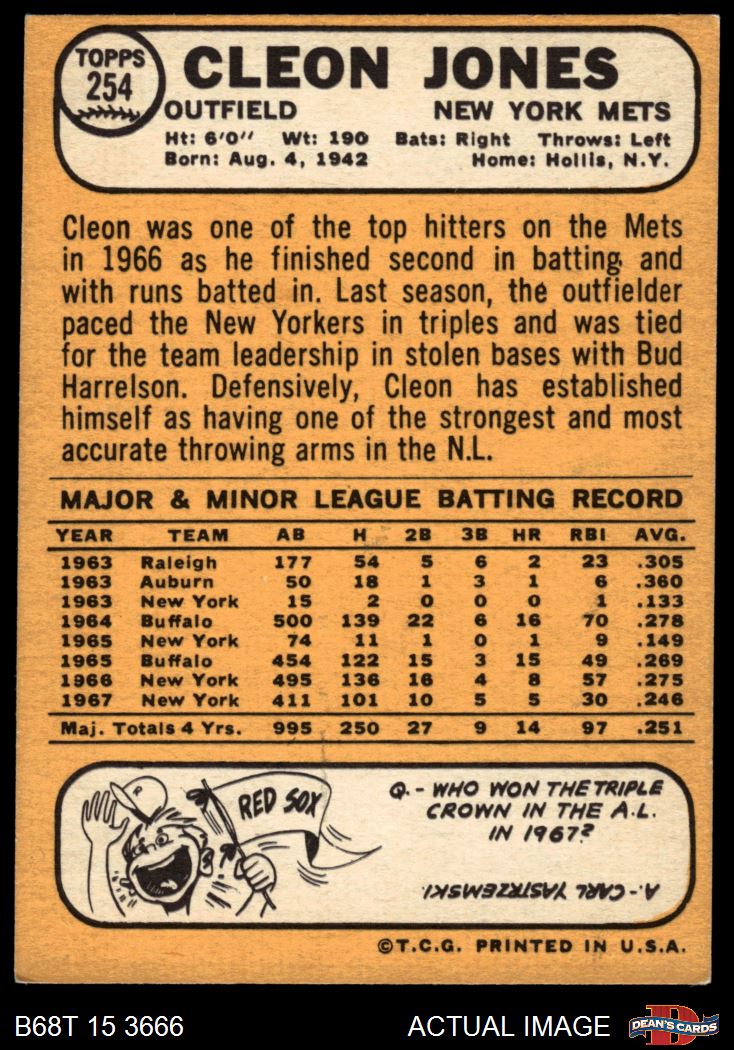 TOPPS
254
CLEON JONES
OUTFIELD NEW YORK METS
Ht: 6'0" Wt: 190 Bats: Right Throws: Left
Born: Aug. 4, 1942 Home: Hollis, N.Y.
Cleon was one of the top hitters on the Mets
in 1966 as he finished second in batting and
with runs batted in. Last season, the outfielder
paced the New Yorkers in triples and was tied
for the team leadership in stolen bases with Bud
Harrelson. Defensively, Cleon has established
himself as having one of the strongest and most
accurate throwing arms in the N.L.
MAJOR & MINOR LEAGUE BATTING RECORD
YEAR TEAM AB H 2B 3B HR RBI AVG.
1963 Raleigh 177 54 5 6 2 23 .305
1963 Auburn 50 18 1 3 1 6 .360
1963 New York 15 2 0 0 0 1 .133
1964 Buffalo 500 139 22 6 16 70 .278
1965 New York 74 11 1 0 1 9 .149
1965 Buffalo 454 122 15 3 15 49 .269
1966 New York 495 136 16 4 8 57 .275
1967 New York 411 101 10 5 5 30 .246
Maj. Totals 4 Yrs. 995 250 27 9 14 97 .251
R
RED SOX
Q.- WHO WON THE TRIPLE
CROWN IN THE A.L.
IN 1967?
A.- CARL YASTRZEMSKI
©T.C.G. PRINTED IN U.S.A.
B68T 15 3666 ACTUAL IMAGE
D
DEAN'S CARDS